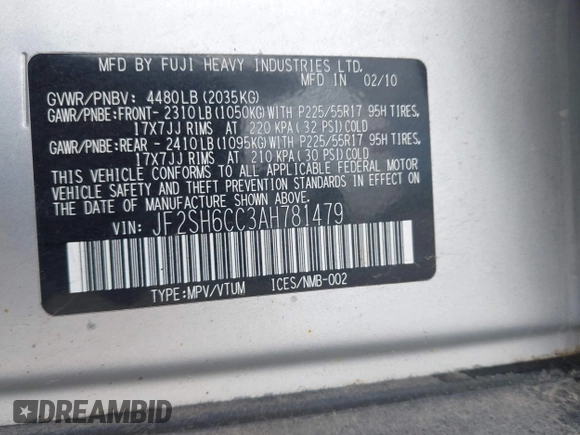 MFD BY FUJI HEAVY INDUSTRIES LTD.
MFD IN 02/10
GVWR/PNBV: 4480LB (2035KG)
GAWR/PNBE:FRONT- 2310LB (1050KG) WITH P225/55R17 95H TIRES,
17X7JJ RIMS AT 220 KPA (32 PSI) COLD
GAWR/PNBE:REAR - 2410LB (1095KG) WITH P225/55R17 95H TIRES,
17X7JJ RIMS AT 210 KPA (30 PSI) COLD
THIS VEHICLE CONFORMS TO ALL APPLICABLE FEDERAL MOTOR
VEHICLE SAFETY AND THEFT PREVENTION STANDARDS IN EFFECT
ON THE DATE OF MANUFACTURE SHOWN ABOVE.
VIN: JF2SH6CC3AH781479
TYPE:MPV/VTUM ICES/NMB-002
DREAMBID